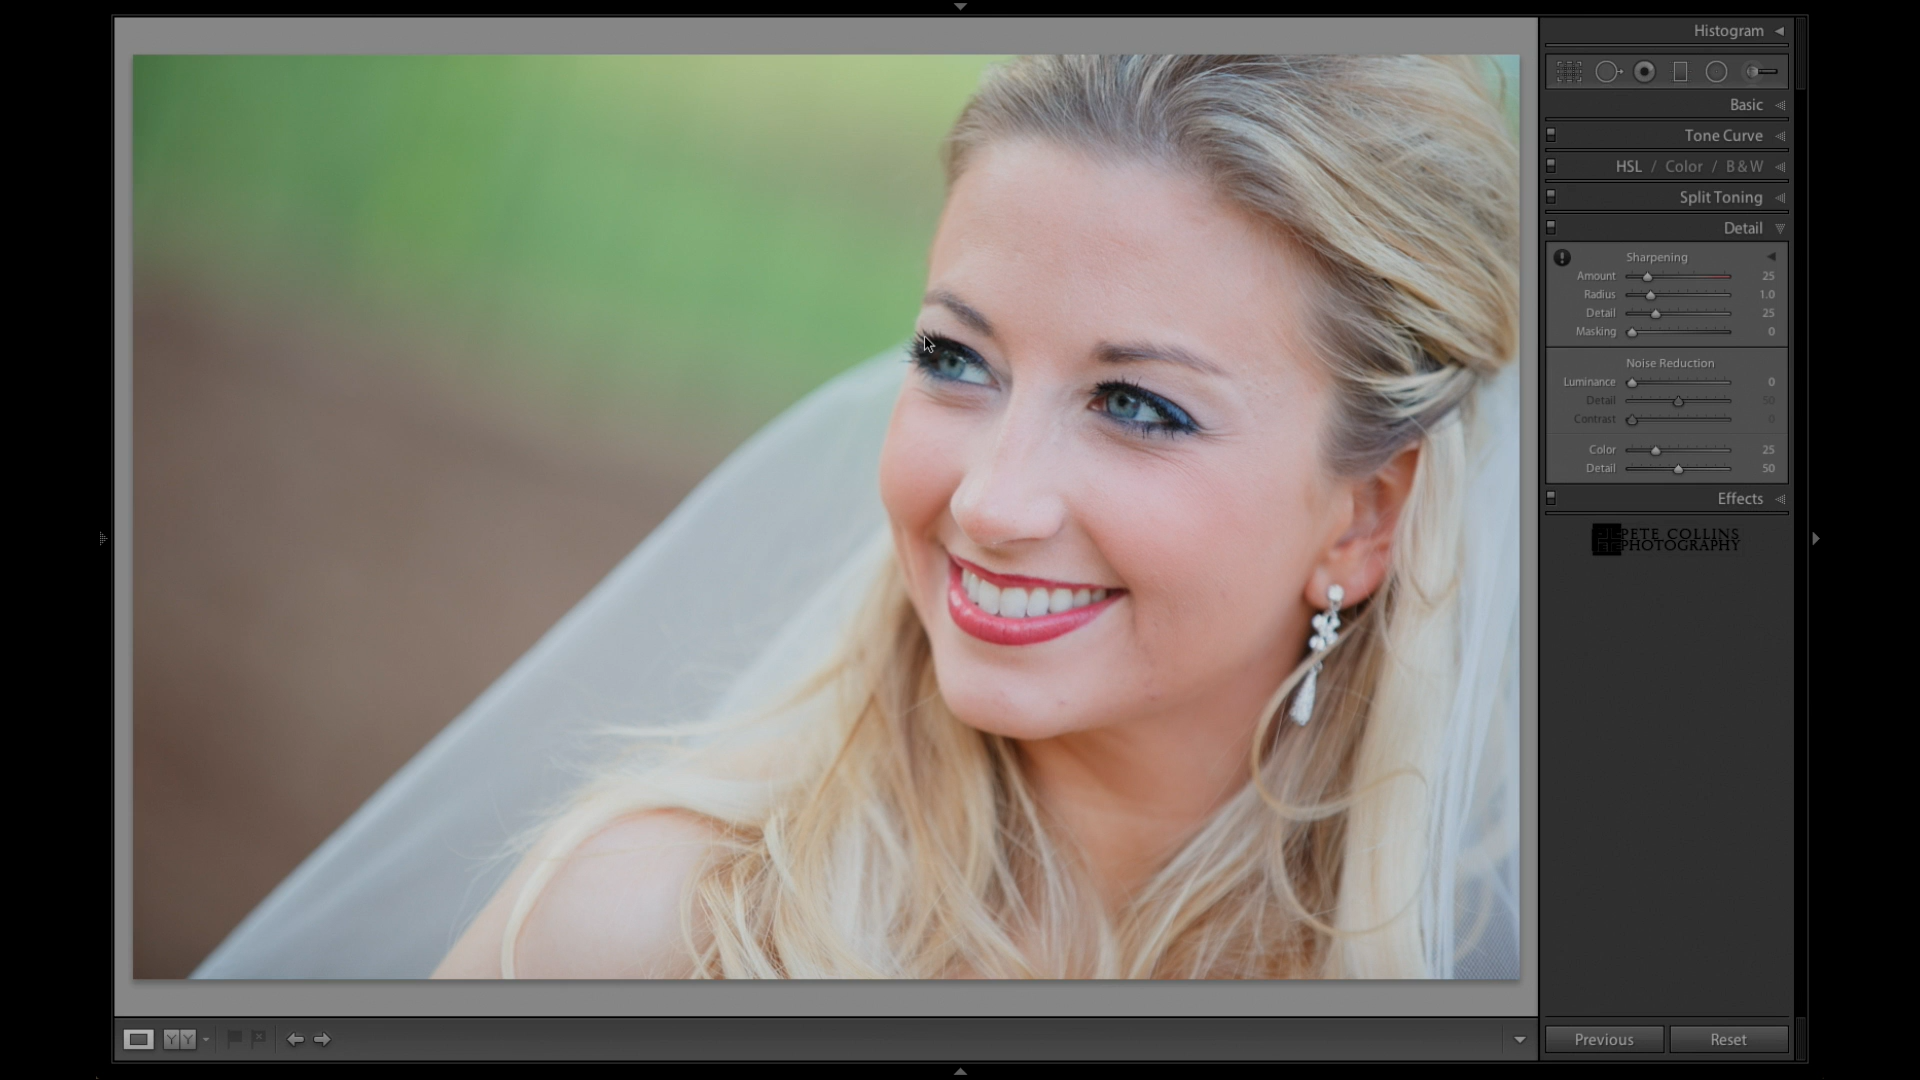 Histogram
Basic
Tone Curve
HSL / Color / B & W
Split Toning
Detail
Sharpening
Amount 25
Radius 1.0
Detail 25
Masking 0
Noise Reduction
Luminance 0
Detail 50
Contrast 0
Color 25
Detail 50
Effects
PETE COLLINS
PHOTOGRAPHY
YY
Previous
Reset